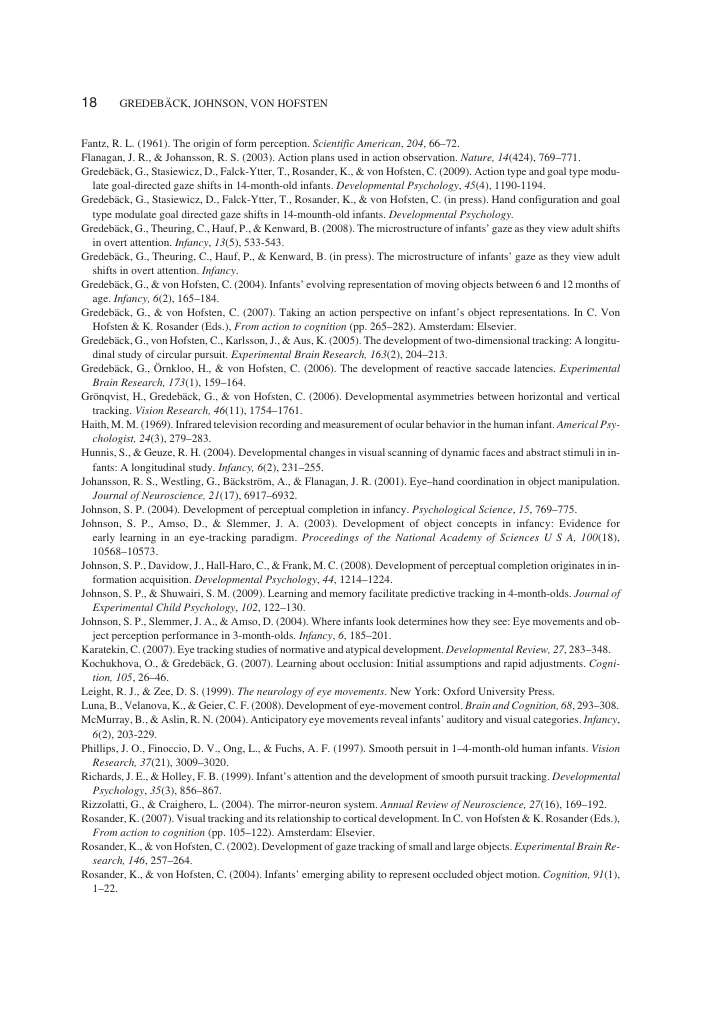 18 GREDEBÄCK, JOHNSON, VON HOFSTEN
Fantz, R. L. (1961). The origin of form perception. Scientific American, 204, 66–72.
Flanagan, J. R., & Johansson, R. S. (2003). Action plans used in action observation. Nature, 14(424), 769–771.
Gredebäck, G., Stasiewicz, D., Falck-Ytter, T., Rosander, K., & von Hofsten, C. (2009). Action type and goal type modu-
late goal-directed gaze shifts in 14-month-old infants. Developmental Psychology, 45(4), 1190-1194.
Gredebäck, G., Stasiewicz, D., Falck-Ytter, T., Rosander, K., & von Hofsten, C. (in press). Hand configuration and goal
type modulate goal directed gaze shifts in 14-mounth-old infants. Developmental Psychology.
Gredebäck, G., Theuring, C., Hauf, P., & Kenward, B. (2008). The microstructure of infants' gaze as they view adult shifts
in overt attention. Infancy, 13(5), 533-543.
Gredebäck, G., Theuring, C., Hauf, P., & Kenward, B. (in press). The microstructure of infants' gaze as they view adult
shifts in overt attention. Infancy.
Gredebäck, G., & von Hofsten, C. (2004). Infants' evolving representation of moving objects between 6 and 12 months of
age. Infancy, 6(2), 165–184.
Gredebäck, G., & von Hofsten, C. (2007). Taking an action perspective on infant's object representations. In C. Von
Hofsten & K. Rosander (Eds.), From action to cognition (pp. 265–282). Amsterdam: Elsevier.
Gredebäck, G., von Hofsten, C., Karlsson, J., & Aus, K. (2005). The development of two-dimensional tracking: A longitu-
dinal study of circular pursuit. Experimental Brain Research, 163(2), 204–213.
Gredebäck, G., Örnkloo, H., & von Hofsten, C. (2006). The development of reactive saccade latencies. Experimental
Brain Research, 173(1), 159–164.
Grönqvist, H., Gredebäck, G., & von Hofsten, C. (2006). Developmental asymmetries between horizontal and vertical
tracking. Vision Research, 46(11), 1754–1761.
Haith, M. M. (1969). Infrared television recording and measurement of ocular behavior in the human infant. Americal Psy-
chologist, 24(3), 279–283.
Hunnis, S., & Geuze, R. H. (2004). Developmental changes in visual scanning of dynamic faces and abstract stimuli in in-
fants: A longitudinal study. Infancy, 6(2), 231–255.
Johansson, R. S., Westling, G., Bäckström, A., & Flanagan, J. R. (2001). Eye–hand coordination in object manipulation.
Journal of Neuroscience, 21(17), 6917–6932.
Johnson, S. P. (2004). Development of perceptual completion in infancy. Psychological Science, 15, 769–775.
Johnson, S. P., Amso, D., & Slemmer, J. A. (2003). Development of object concepts in infancy: Evidence for
early learning in an eye-tracking paradigm. Proceedings of the National Academy of Sciences U S A, 100(18),
10568–10573.
Johnson, S. P., Davidow, J., Hall-Haro, C., & Frank, M. C. (2008). Development of perceptual completion originates in in-
formation acquisition. Developmental Psychology, 44, 1214–1224.
Johnson, S. P., & Shuwairi, S. M. (2009). Learning and memory facilitate predictive tracking in 4-month-olds. Journal of
Experimental Child Psychology, 102, 122–130.
Johnson, S. P., Slemmer, J. A., & Amso, D. (2004). Where infants look determines how they see: Eye movements and ob-
ject perception performance in 3-month-olds. Infancy, 6, 185–201.
Karatekin, C. (2007). Eye tracking studies of normative and atypical development. Developmental Review, 27, 283–348.
Kochukhova, O., & Gredebäck, G. (2007). Learning about occlusion: Initial assumptions and rapid adjustments. Cogni-
tion, 105, 26–46.
Leight, R. J., & Zee, D. S. (1999). The neurology of eye movements. New York: Oxford University Press.
Luna, B., Velanova, K., & Geier, C. F. (2008). Development of eye-movement control. Brain and Cognition, 68, 293–308.
McMurray, B., & Aslin, R. N. (2004). Anticipatory eye movements reveal infants' auditory and visual categories. Infancy,
6(2), 203-229.
Phillips, J. O., Finoccio, D. V., Ong, L., & Fuchs, A. F. (1997). Smooth persuit in 1–4-month-old human infants. Vision
Research, 37(21), 3009–3020.
Richards, J. E., & Holley, F. B. (1999). Infant's attention and the development of smooth pursuit tracking. Developmental
Psychology, 35(3), 856–867.
Rizzolatti, G., & Craighero, L. (2004). The mirror-neuron system. Annual Review of Neuroscience, 27(16), 169–192.
Rosander, K. (2007). Visual tracking and its relationship to cortical development. In C. von Hofsten & K. Rosander (Eds.),
From action to cognition (pp. 105–122). Amsterdam: Elsevier.
Rosander, K., & von Hofsten, C. (2002). Development of gaze tracking of small and large objects. Experimental Brain Re-
search, 146, 257–264.
Rosander, K., & von Hofsten, C. (2004). Infants' emerging ability to represent occluded object motion. Cognition, 91(1),
1–22.